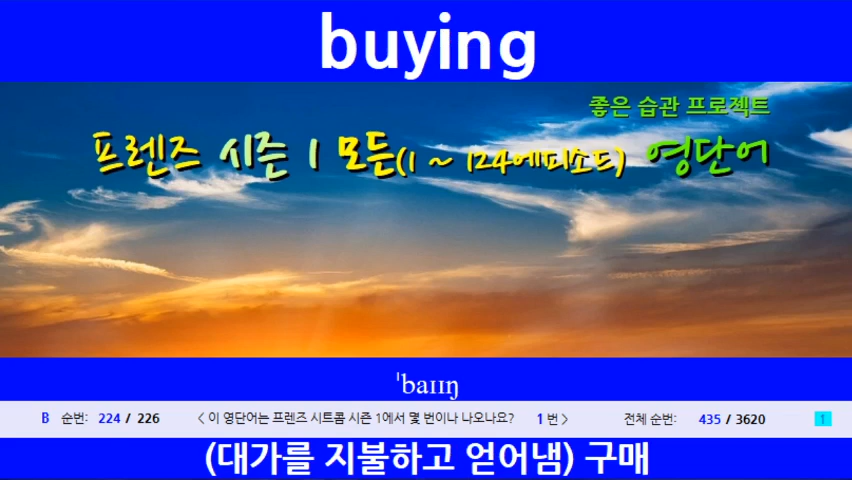 buying
좋은 습관 프로젝트
프렌즈 시즌 1 모든(1 ~ 124에피소드) 영단어
ˈbaɪɪŋ
B 순번: 224 / 226 < 이 영단어는 프렌즈 시트콤 시즌 1에서 몇 번이나 나오나요? 1 번 > 전체 순번: 435 / 3620 1
(대가를 지불하고 얻어냄) 구매